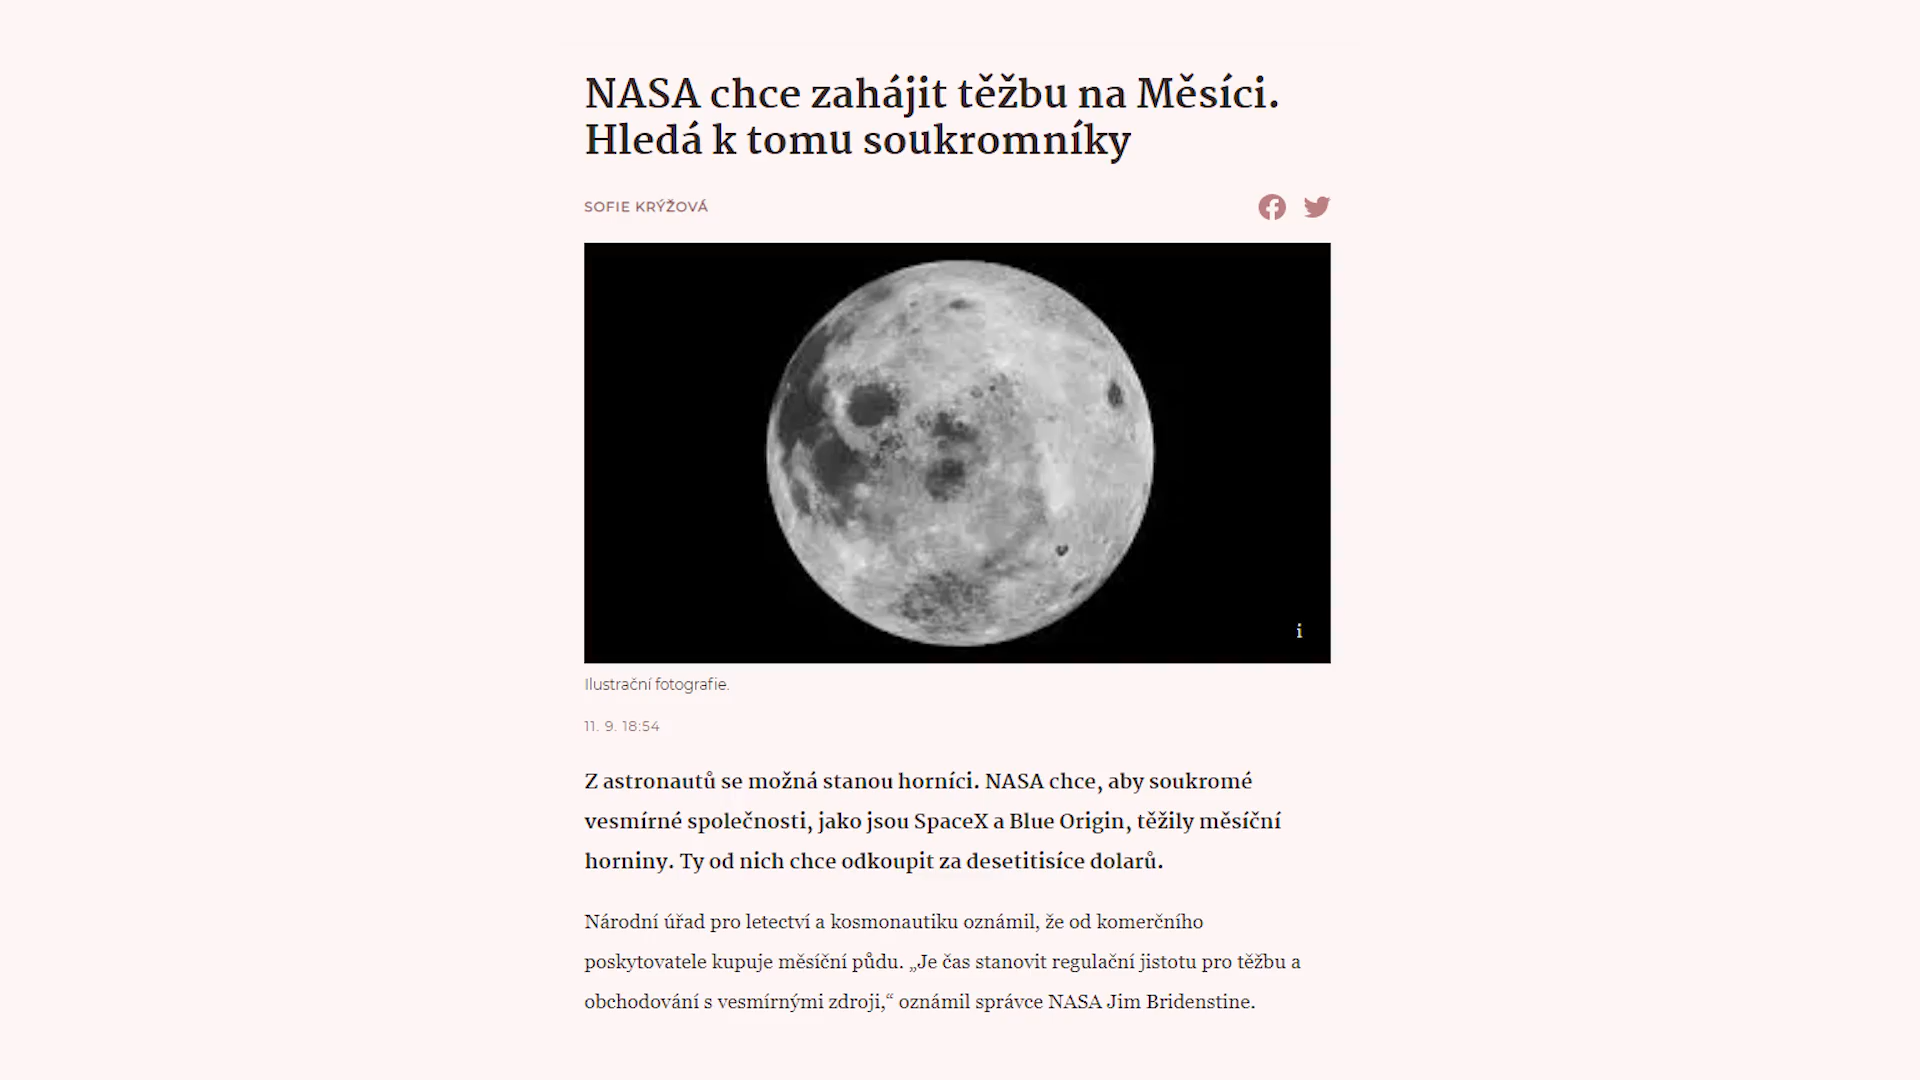 NASA chce zahájit těžbu na Měsíci.
Hledá k tomu soukromníky
SOFIE KRÝŽOVÁ
i
Ilustrační fotografie.
11. 9. 18:54
Z astronautů se možná stanou horníci. NASA chce, aby soukromé
vesmírné společnosti, jako jsou SpaceX a Blue Origin, těžily měsíční
horniny. Ty od nich chce odkoupit za desetitisíce dolarů.
Národní úřad pro letectví a kosmonautiku oznámil, že od komerčního
poskytovatele kupuje měsíční půdu. „Je čas stanovit regulační jistotu pro těžbu a
obchodování s vesmírnými zdroji,“ oznámil správce NASA Jim Bridenstine.